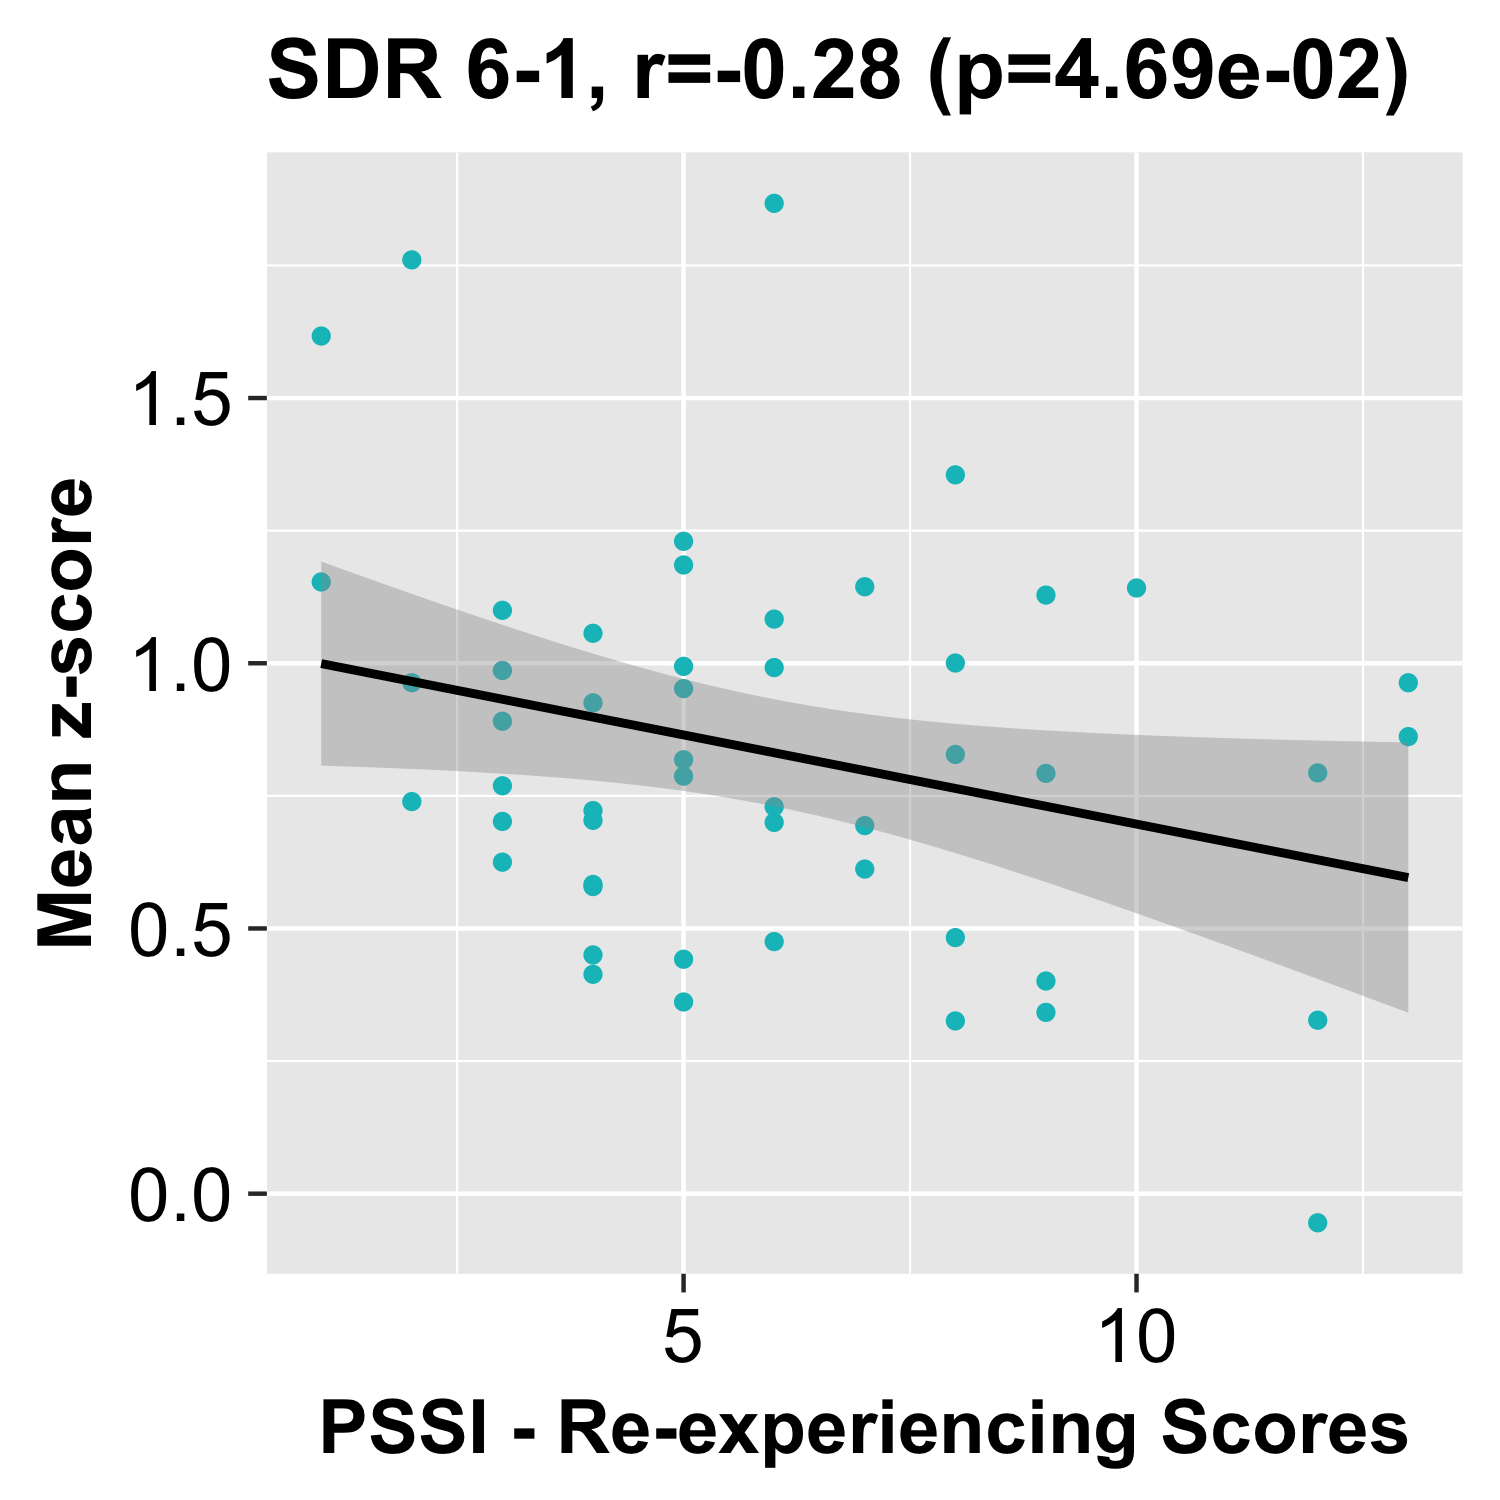 SDR 6-1, r=-0.28 (p=4.69e-02)
Mean z-score
1.5
1.0
0.5
0.0
5 10
PSSI - Re-experiencing Scores